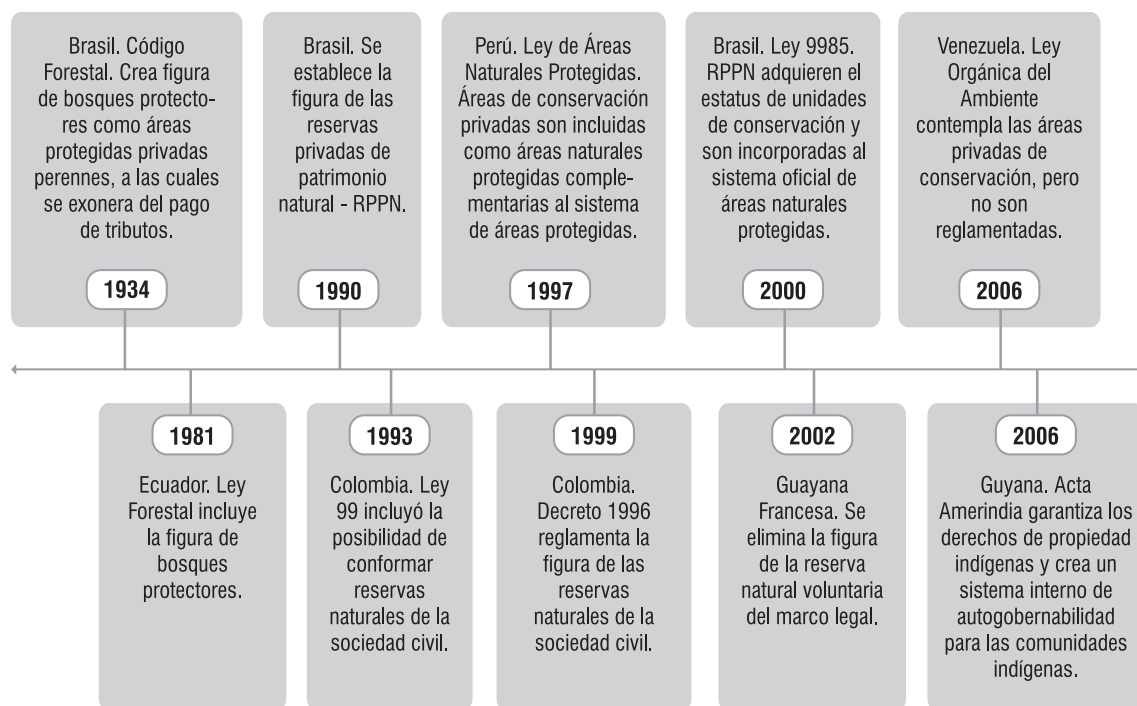 Brasil. Código
Forestal. Crea figura
de bosques protecto-
res como áreas
protegidas privadas
perennes, a las cuales
se exonera del pago
de tributos.
1934
Brasil. Se
establece la
figura de las
reservas
privadas de
patrimonio
natural - RPPN.
1990
Perú. Ley de Áreas
Naturales Protegidas.
Áreas de conservación
privadas son incluidas
como áreas naturales
protegidas comple-
mentarias al sistema
de áreas protegidas.
1997
Brasil. Ley 9985.
RPPN adquieren el
estatus de unidades
de conservación y
son incorporadas al
sistema oficial de
áreas naturales
protegidas.
2000
Venezuela. Ley
Orgánica del
Ambiente
contempla las áreas
privadas de
conservación, pero
no son
reglamentadas.
2006
1981
Ecuador. Ley
Forestal incluye
la figura de
bosques
protectores.
1993
Colombia. Ley
99 incluyó la
posibilidad de
conformar
reservas
naturales de la
sociedad civil.
1999
Colombia.
Decreto 1996
reglamenta la
figura de las
reservas
naturales de la
sociedad civil.
2002
Guayana
Francesa. Se
elimina la figura
de la reserva
natural voluntaria
del marco legal.
2006
Guyana. Acta
Amerindia garantiza los
derechos de propiedad
indígenas y crea un
sistema interno de
autogobernabilidad
para las comunidades
indígenas.